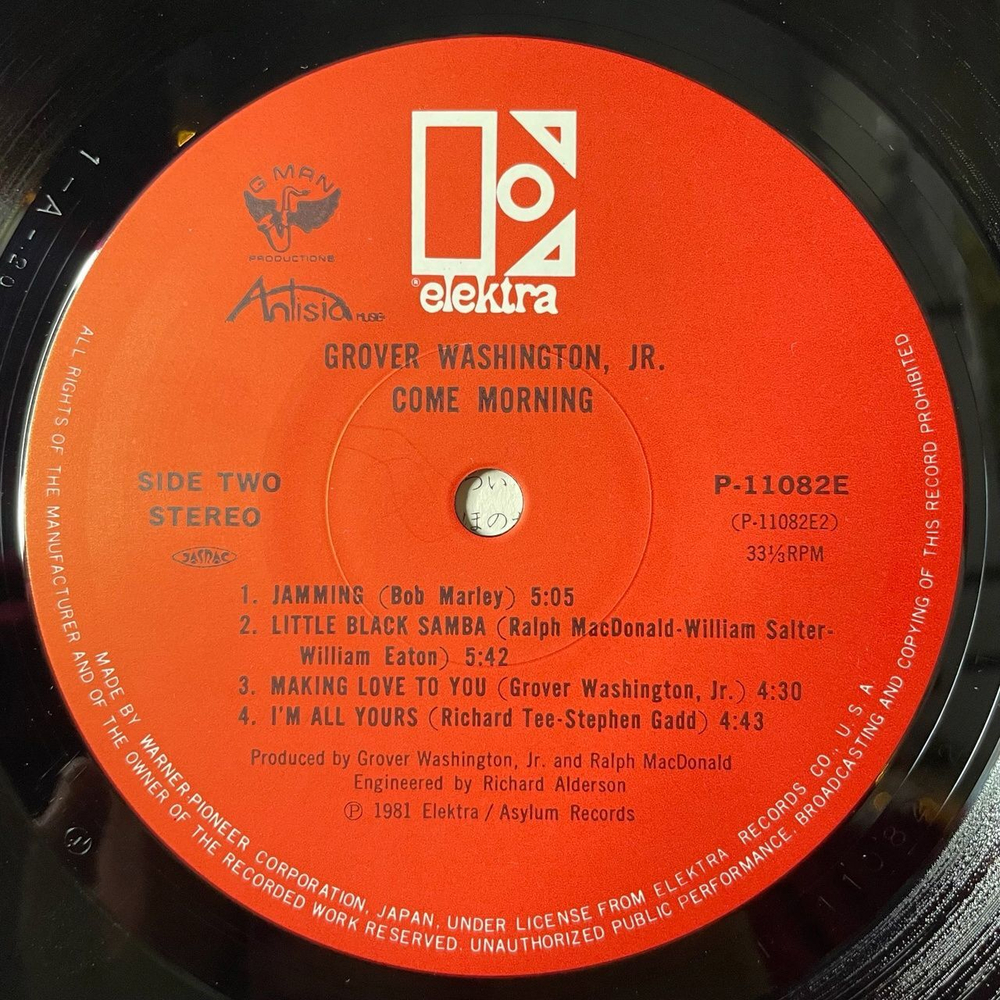 G MAN
PRODUCTIONS
Antisia MUSIC
® elektra
GROVER WASHINGTON, JR.
COME MORNING
SIDE TWO
STEREO
JASRAC
P-11082E
(P-11082E2)
33⅓RPM
1. JAMMING (Bob Marley) 5:05
2. LITTLE BLACK SAMBA (Ralph MacDonald-William Salter-
William Eaton) 5:42
3. MAKING LOVE TO YOU (Grover Washington, Jr.) 4:30
4. I'M ALL YOURS (Richard Tee-Stephen Gadd) 4:43
Produced by Grover Washington, Jr. and Ralph MacDonald
Engineered by Richard Alderson
Ⓟ 1981 Elektra / Asylum Records
MADE BY WARNER-PIONEER CORPORATION, JAPAN, UNDER LICENSE FROM ELEKTRA RECORDS CO., U. S. A
ALL RIGHTS OF THE MANUFACTURER AND OF THE OWNER OF THE RECORDED WORK RESERVED. UNAUTHORIZED PUBLIC PERFORMANCE, BROADCASTING AND COPYING OF THIS RECORD PROHIBITED
1-A-20